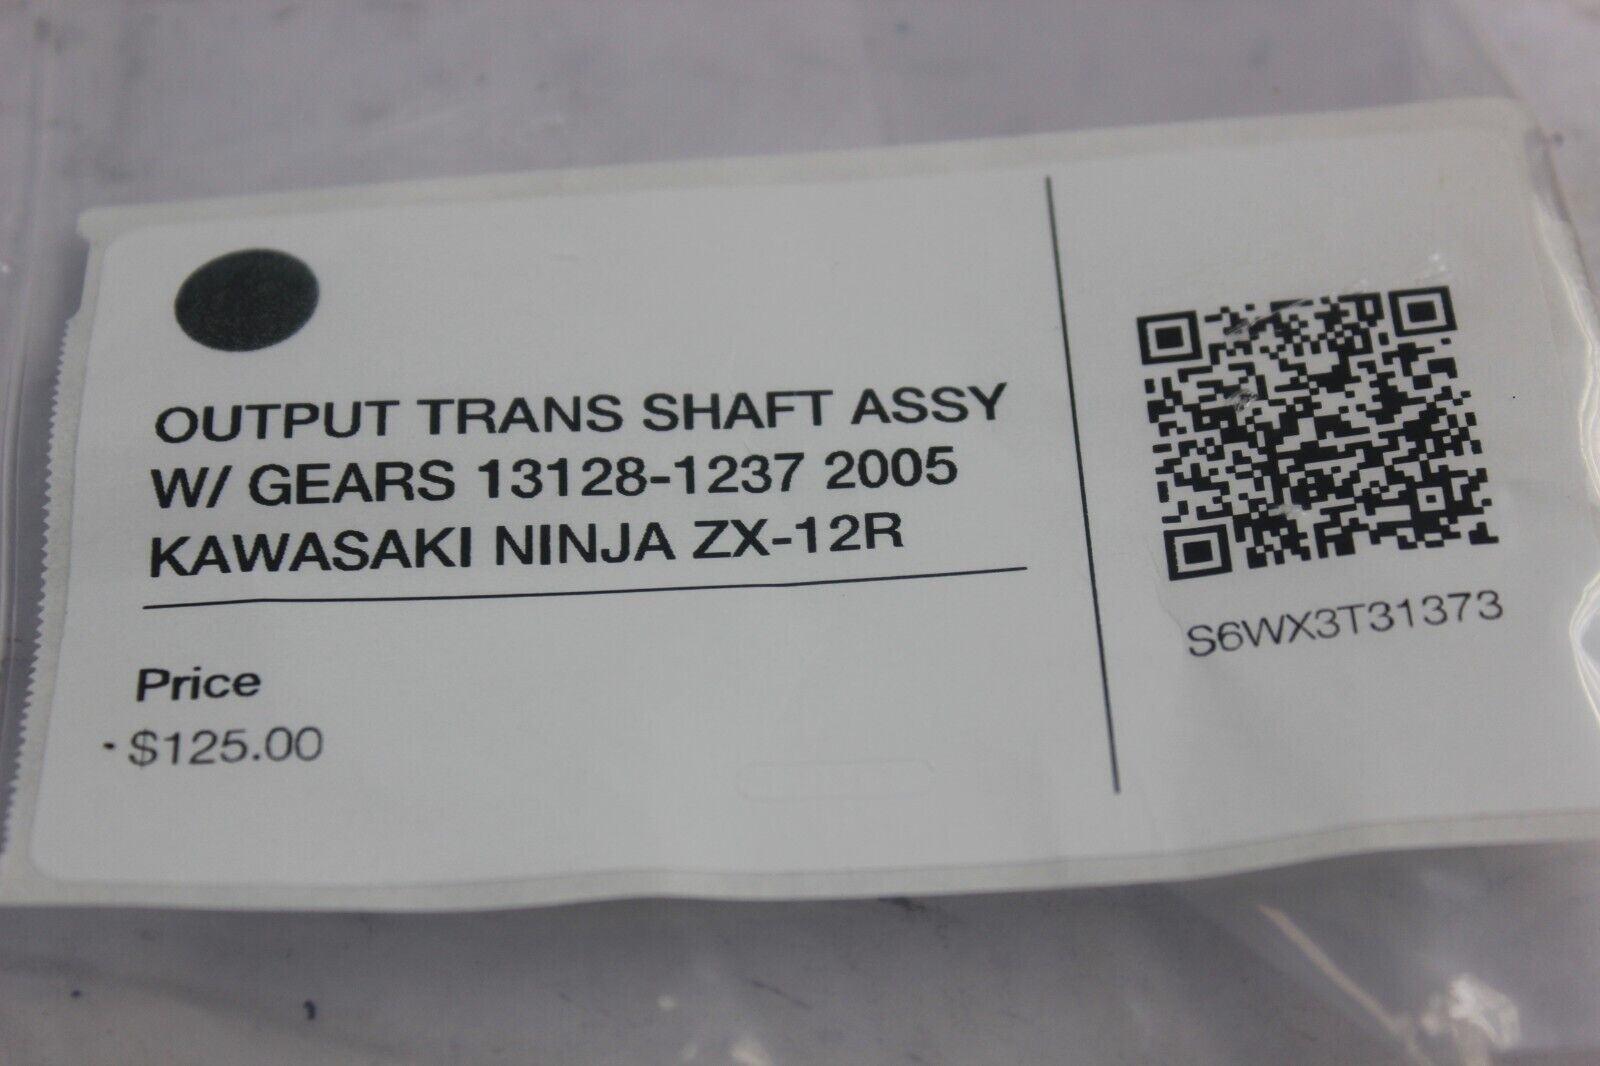 OUTPUT TRANS SHAFT ASSY
W/ GEARS 13128-1237 2005
KAWASAKI NINJA ZX-12R
Price
$125.00
S6WX3T31373